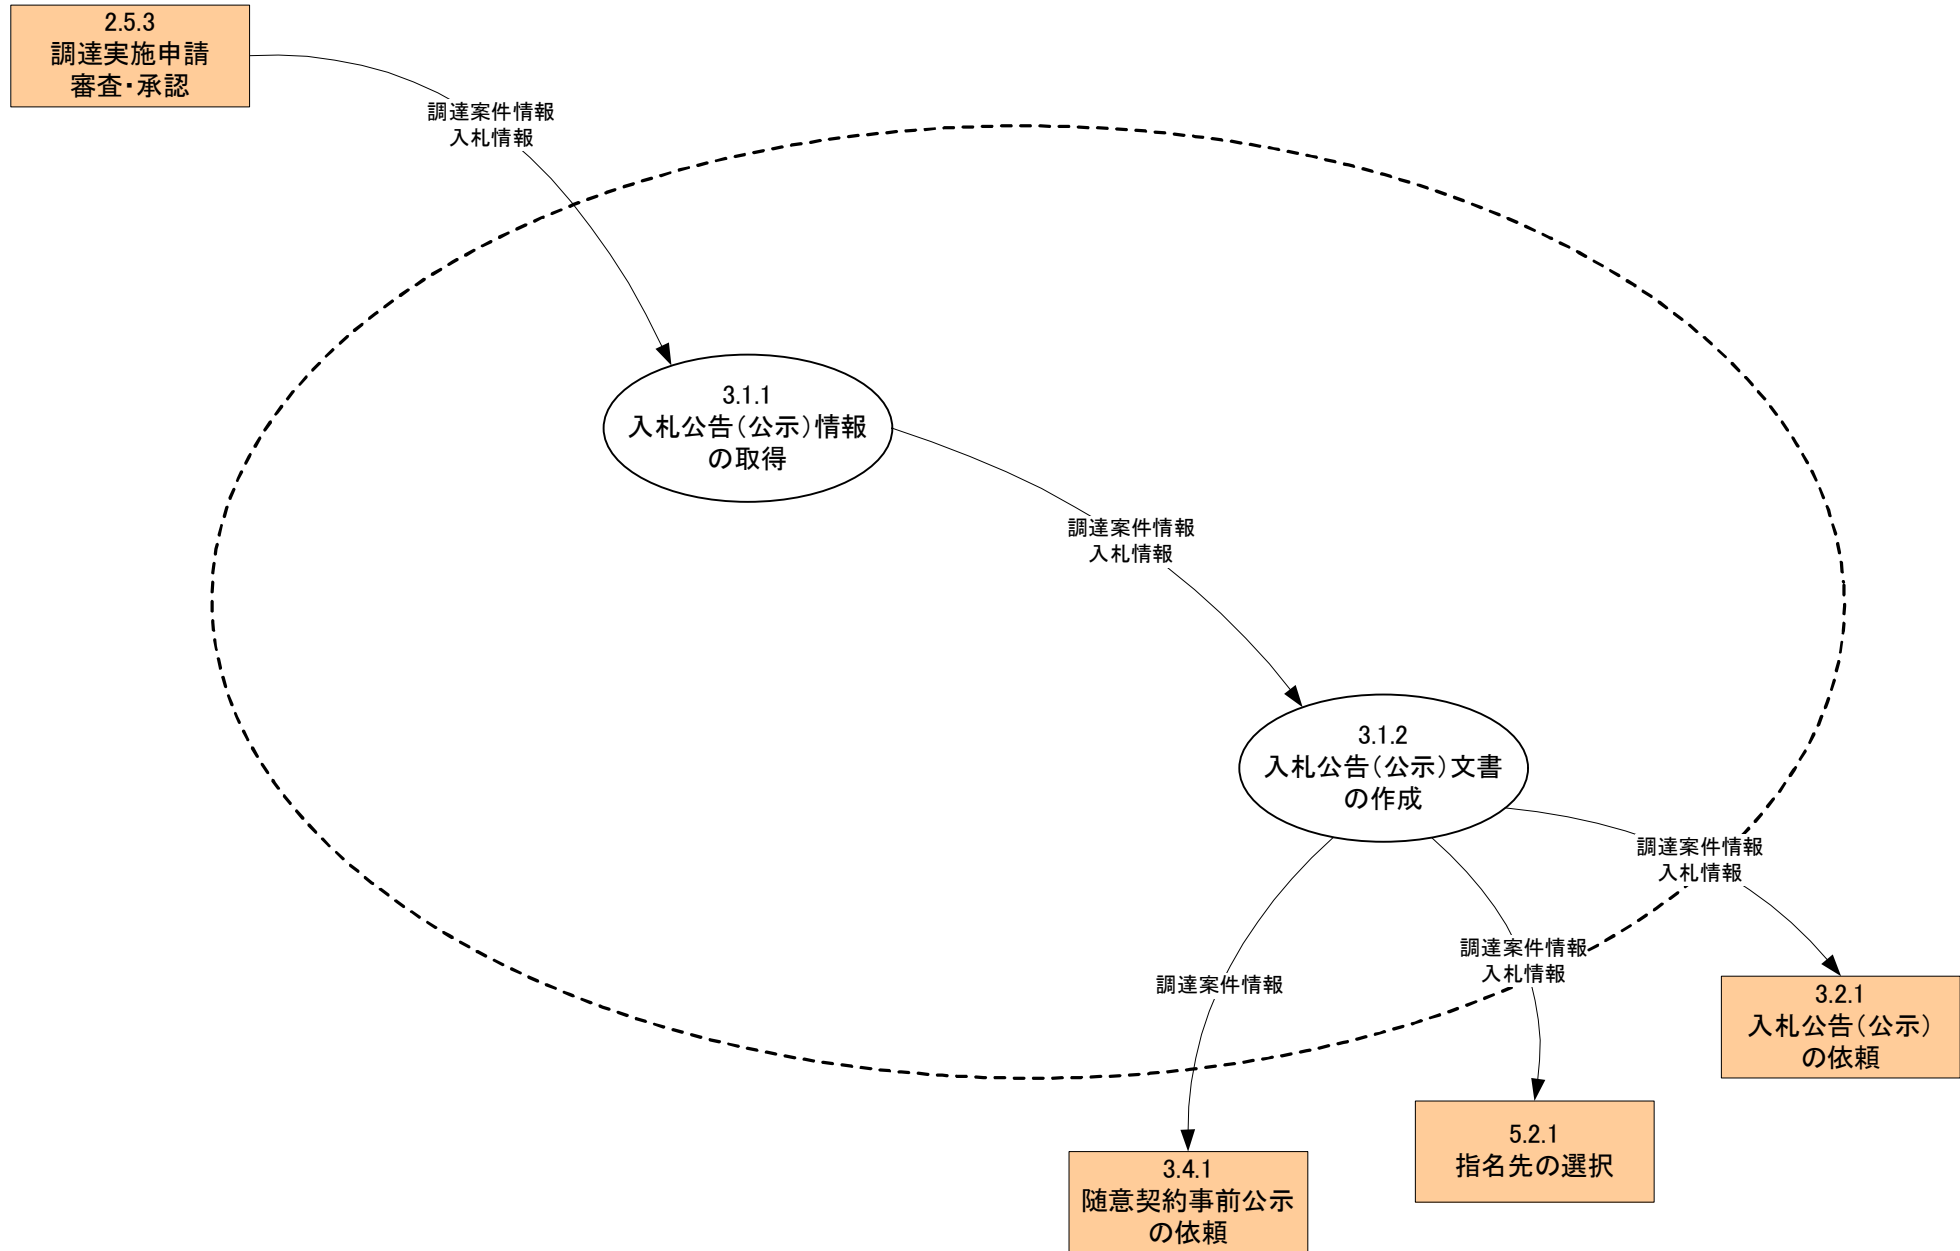 2.5.3
調達実施申請
審査・承認
調達案件情報
入札情報
3.1.1
入札公告（公示）情報
の取得
調達案件情報
入札情報
3.1.2
入札公告（公示）文書
の作成
調達案件情報
入札情報
調達案件情報
入札情報
調達案件情報
3.2.1
入札公告（公示）
の依頼
5.2.1
指名先の選択
3.4.1
随意契約事前公示
の依頼